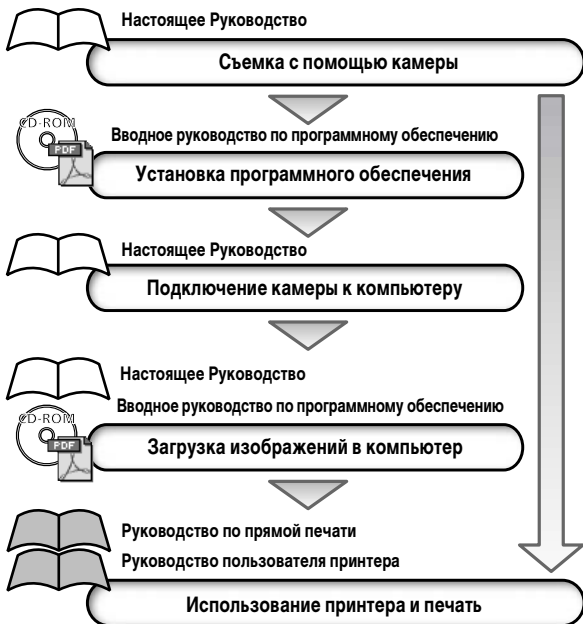 Настоящее Руководство
Съемка с помощью камеры
CD-ROM
Вводное руководство по программному обеспечению
PDF
Установка программного обеспечения
Настоящее Руководство
Подключение камеры к компьютеру
Настоящее Руководство
Вводное руководство по программному обеспечению
CD-ROM
PDF
Загрузка изображений в компьютер
Руководство по прямой печати
Руководство пользователя принтера
Использование принтера и печать